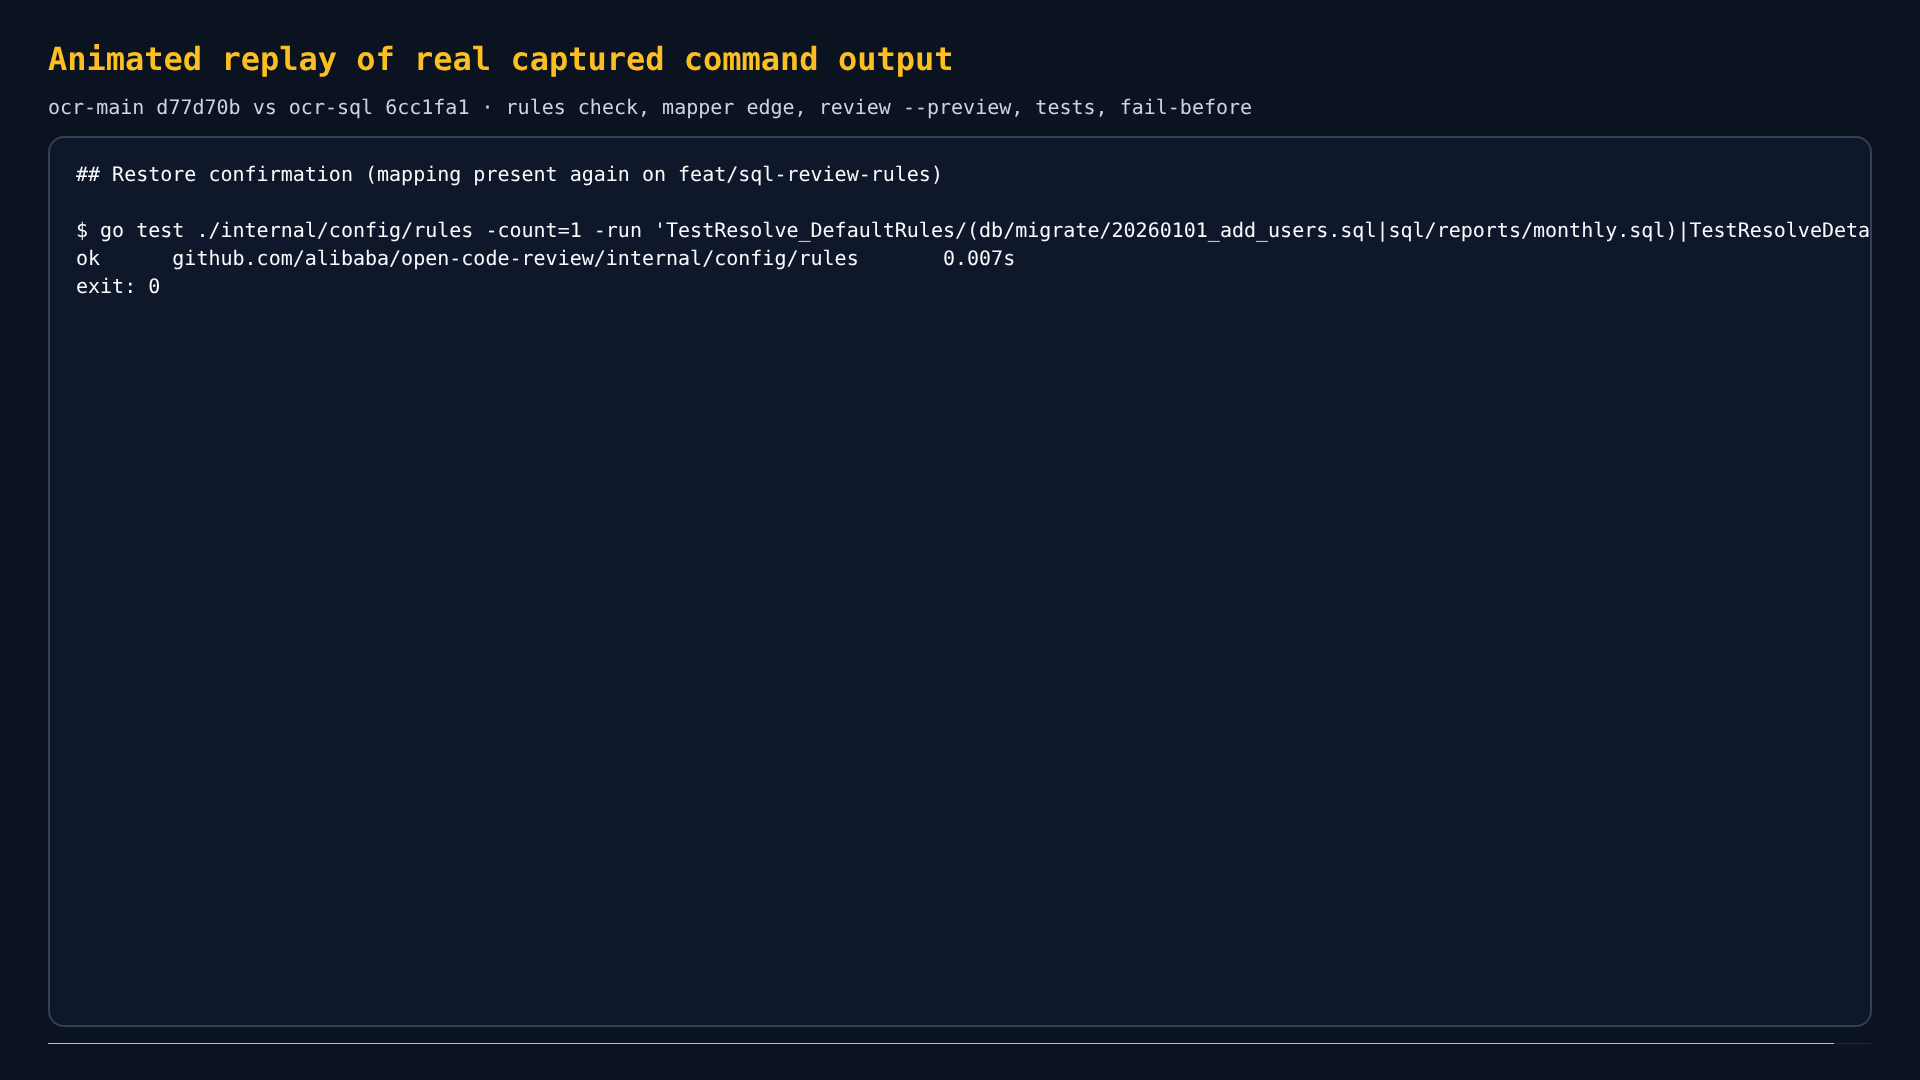 Animated replay of real captured command output
ocr-main d77d70b vs ocr-sql 6cc1fa1 · rules check, mapper edge, review --preview, tests, fail-before
## Restore confirmation (mapping present again on feat/sql-review-rules)
$ go test ./internal/config/rules -count=1 -run 'TestResolve_DefaultRules/(db/migrate/20260101_add_users.sql|sql/reports/monthly.sql)|TestResolveDeta
ok      github.com/alibaba/open-code-review/internal/config/rules       0.007s
exit: 0